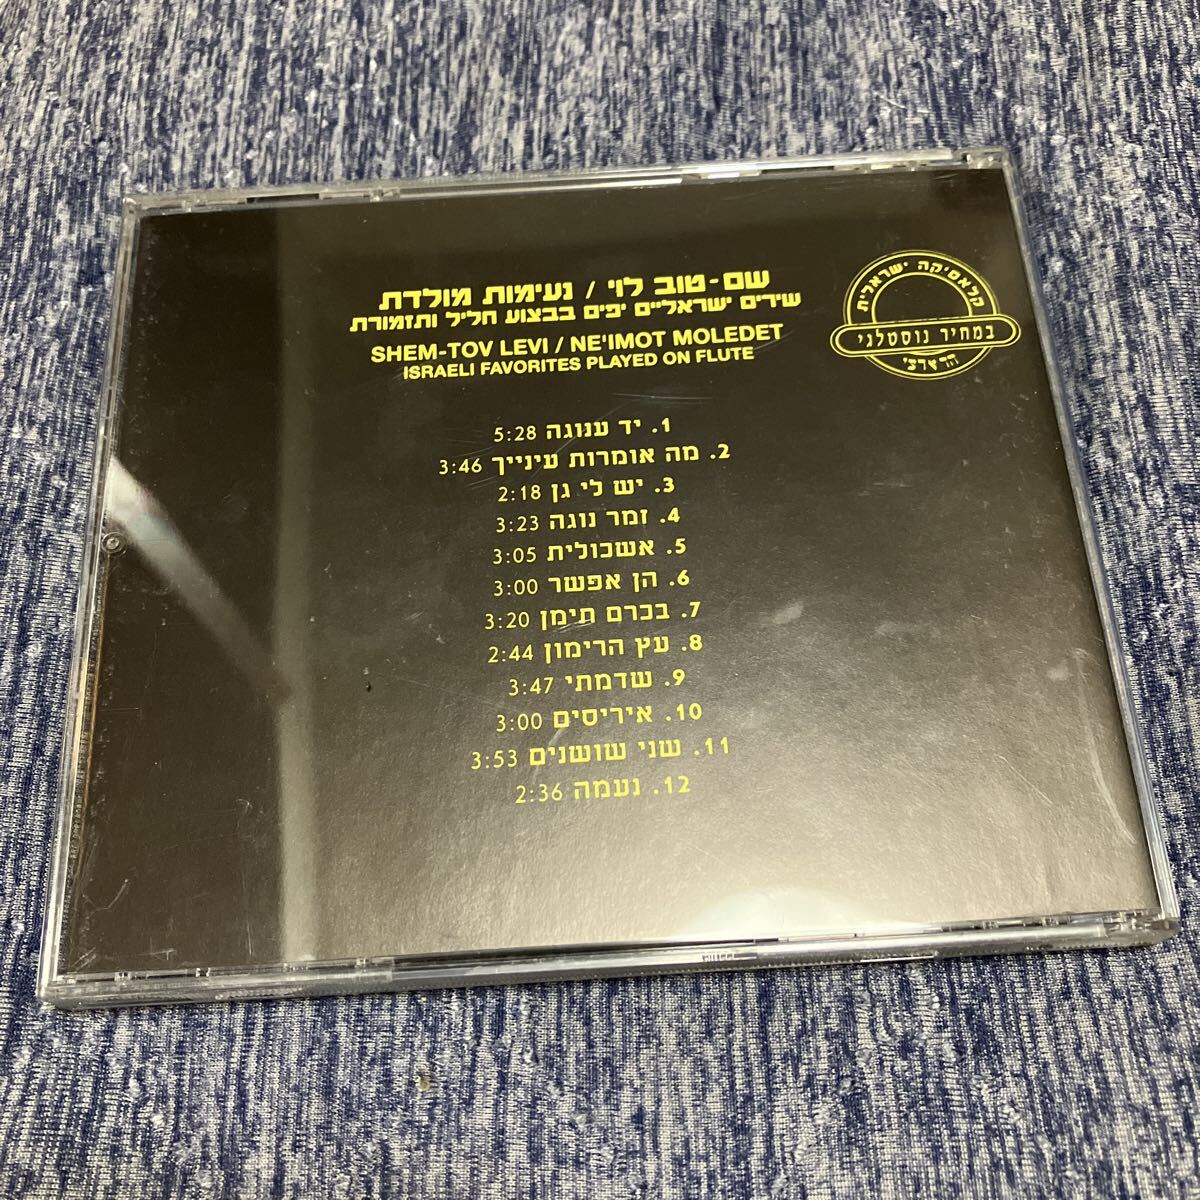 שם-טוב לוי / נעימות מולדת
שירים ישראליים יפים בבצוע חליל ותזמורת
SHEM-TOV LEVI / NE'IMOT MOLEDET
ISRAELI FAVORITES PLAYED ON FLUTE
קלאסיקה ישראלית
במחיר נוסטלגי
הד ארצי
1. יד ענוגה 5:28
2. מה אומרות עינייך 3:46
3. יש לי גן 2:18
4. זמר נוגה 3:23
5. אשכולית 3:05
6. הן אפשר 3:00
7. בכרם תימן 3:20
8. עץ הרימון 2:44
9. שדמתי 3:47
10. איריסים 3:00
11. שני שושנים 3:53
12. נעמה 2:36